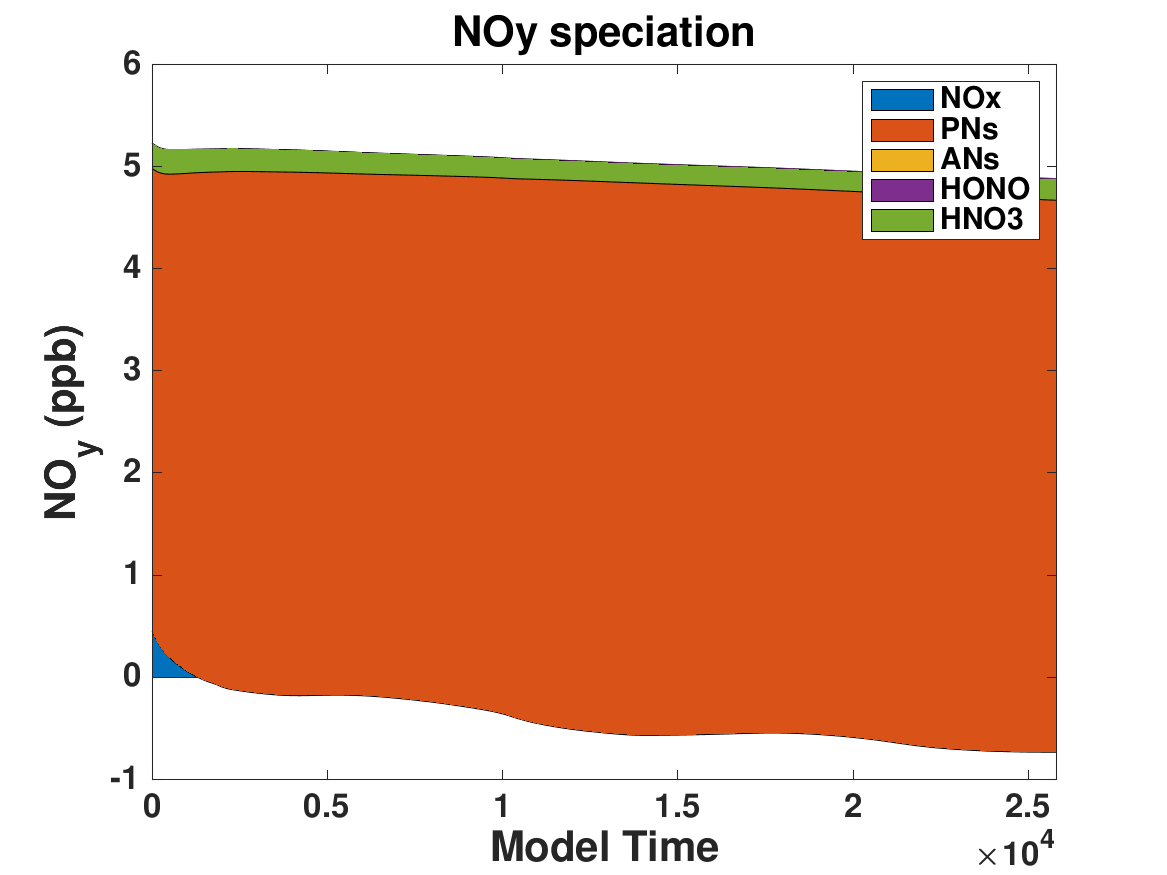 NOy speciation
6
5
4
3
2
1
0
-1
NOy (ppb)
NOx
PNs
ANs
HONO
HNO3
0 0.5 1 1.5 2 2.5
Model Time
×10^4